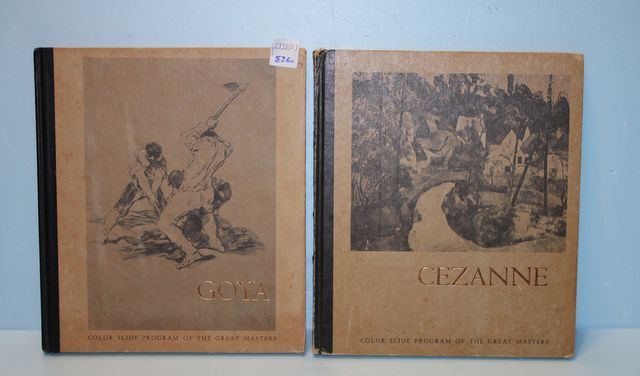 826.
GOYA
COLOR SLIDE PROGRAM OF THE GREAT MASTERS
CEZANNE
COLOR SLIDE PROGRAM OF THE GREAT MASTERS